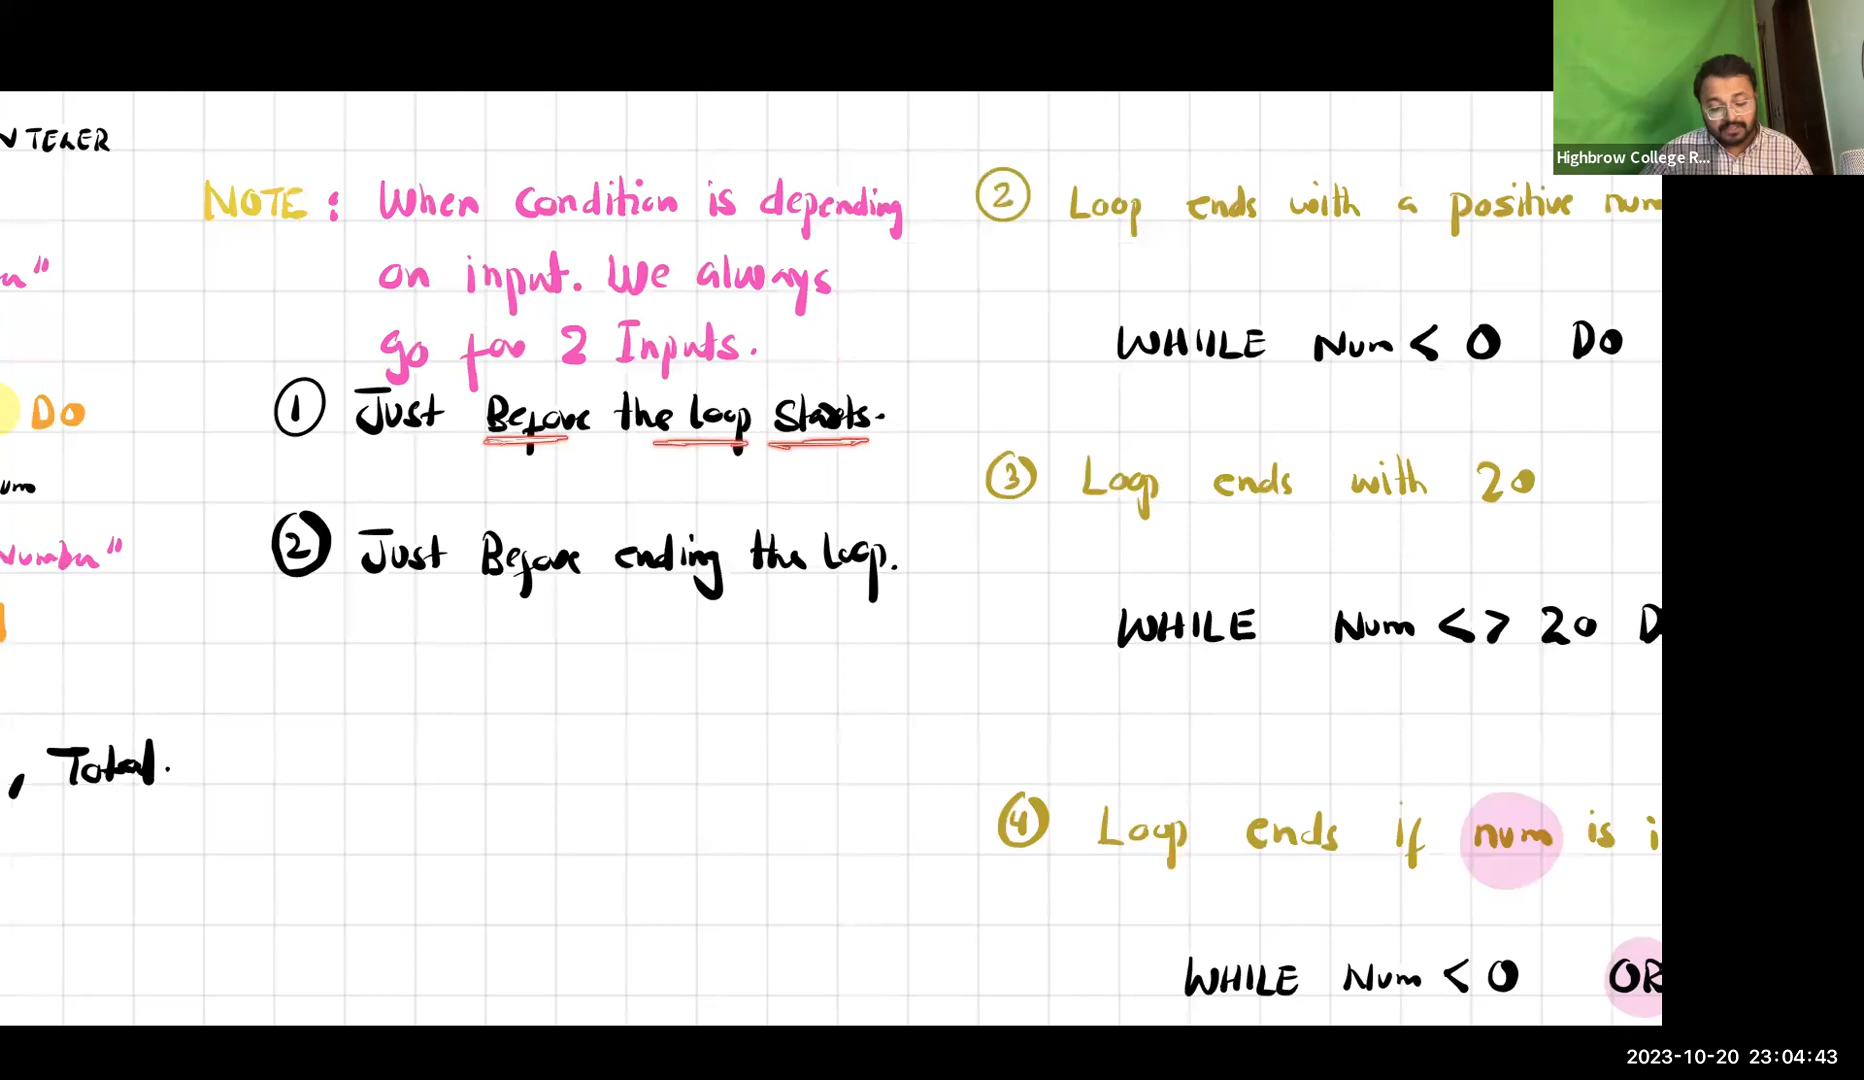 INTEGER
NOTE : When condition is depending
on input. We always
go for 2 Inputs.
① Just Before the loop starts.
② Just Before ending the loop.
"
DO
um
Number"
, Total.
② Loop ends with a positive num
WHILE Num < 0 DO
③ Loop ends with 20
WHILE Num <> 20 D
④ Loop ends if num is i
WHILE Num < 0 OR
Highbrow College R...
2023-10-20 23:04:43